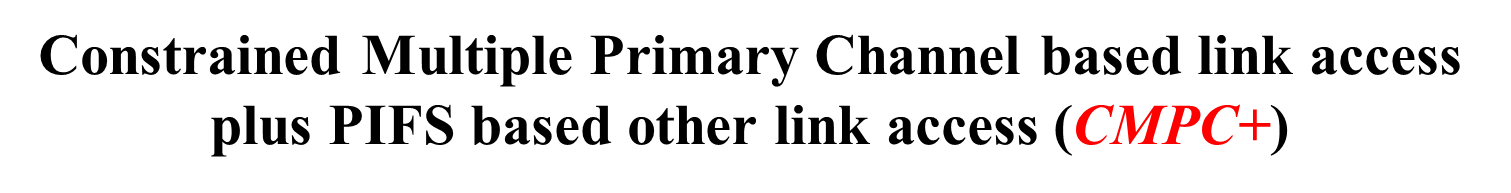 Constrained Multiple Primary Channel based link access
plus PIFS based other link access (CMPC+)